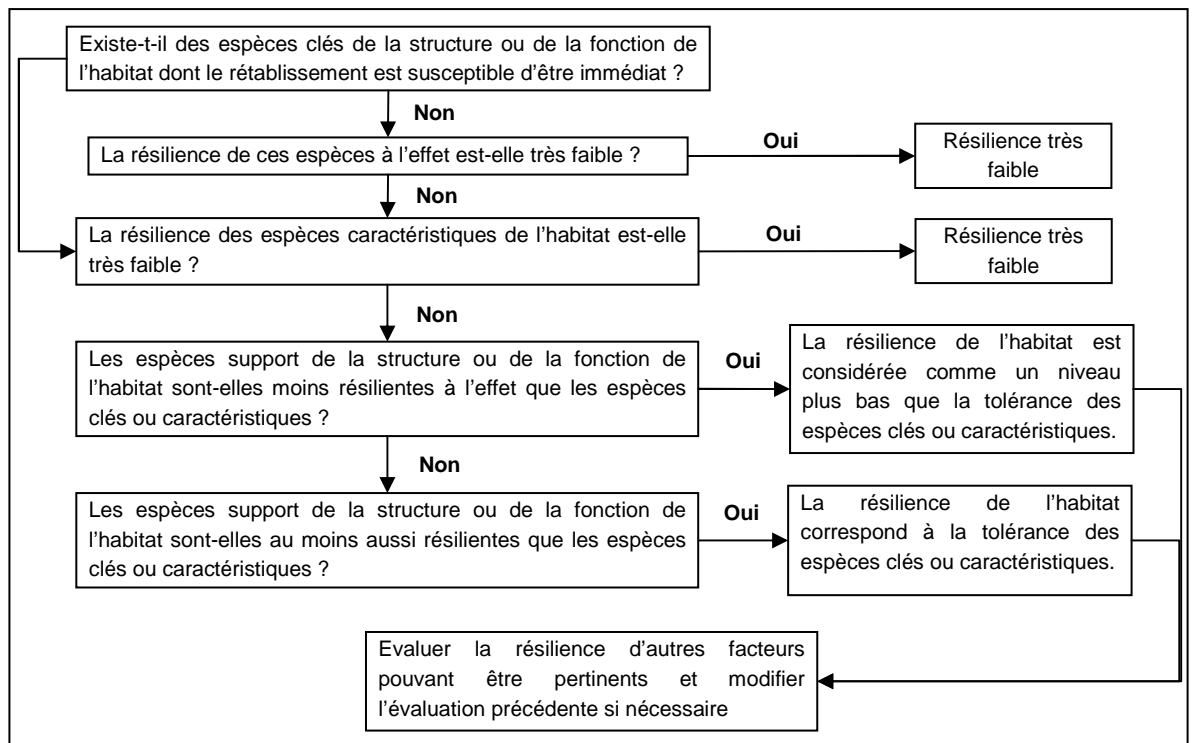 Existe-t-il des espèces clés de la structure ou de la fonction de
l'habitat dont le rétablissement est susceptible d'être immédiat ?
Non
La résilience de ces espèces à l'effet est-elle très faible ?
Oui
Résilience très
faible
Non
La résilience des espèces caractéristiques de l'habitat est-elle
très faible ?
Oui
Résilience très
faible
Non
Les espèces support de la structure ou de la fonction de
l'habitat sont-elles moins résilientes à l'effet que les espèces
clés ou caractéristiques ?
Oui
La résilience de l'habitat est
considérée comme un niveau
plus bas que la tolérance des
espèces clés ou caractéristiques.
Non
Les espèces support de la structure ou de la fonction de
l'habitat sont-elles au moins aussi résilientes que les espèces
clés ou caractéristiques ?
Oui
La résilience de l'habitat
correspond à la tolérance des
espèces clés ou caractéristiques.
Evaluer la résilience d'autres facteurs
pouvant être pertinents et modifier
l'évaluation précédente si nécessaire